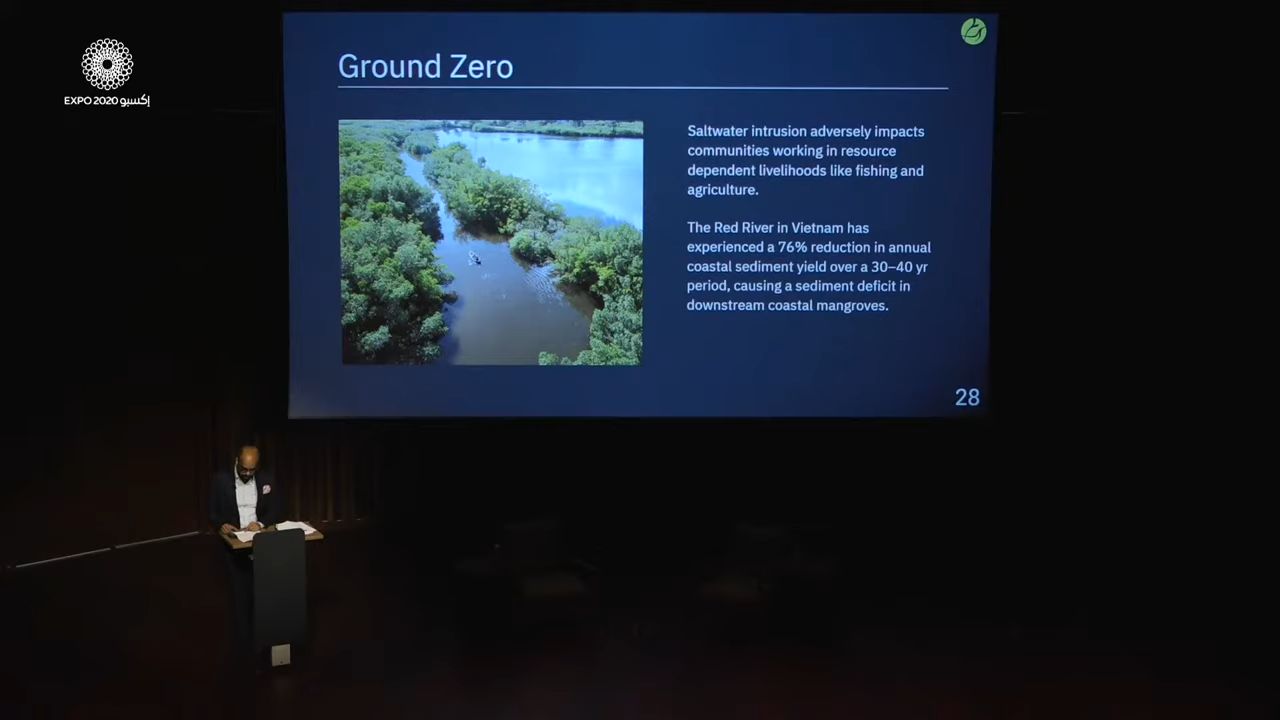 EXPO 2020 إكسبو
Ground Zero
Saltwater intrusion adversely impacts
communities working in resource
dependent livelihoods like fishing and
agriculture.
The Red River in Vietnam has
experienced a 76% reduction in annual
coastal sediment yield over a 30–40 yr
period, causing a sediment deficit in
downstream coastal mangroves.
28